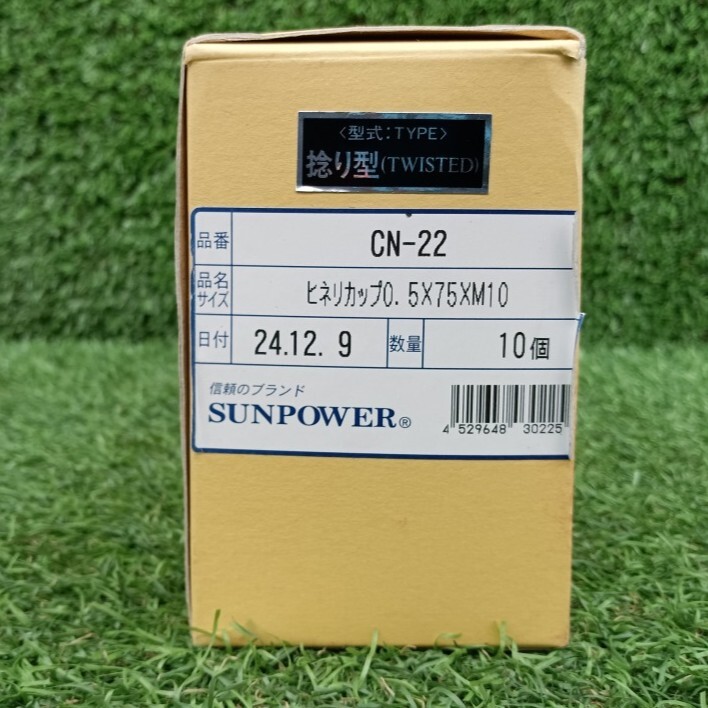 〈型式：TYPE〉
捻り型(TWISTED)
品番 CN-22
品名サイズ ヒネリカップ0.5X75XM10
日付 24.12. 9 数量 10個
信頼のブランド
SUNPOWER®
4 529648 30225